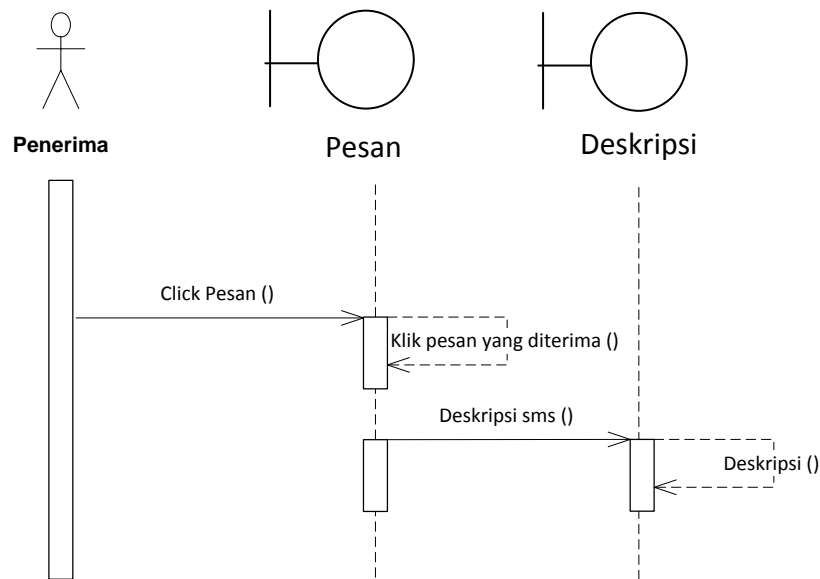 Penerima
Pesan
Deskripsi
Click Pesan ()
Klik pesan yang diterima ()
Deskripsi sms ()
Deskripsi ()